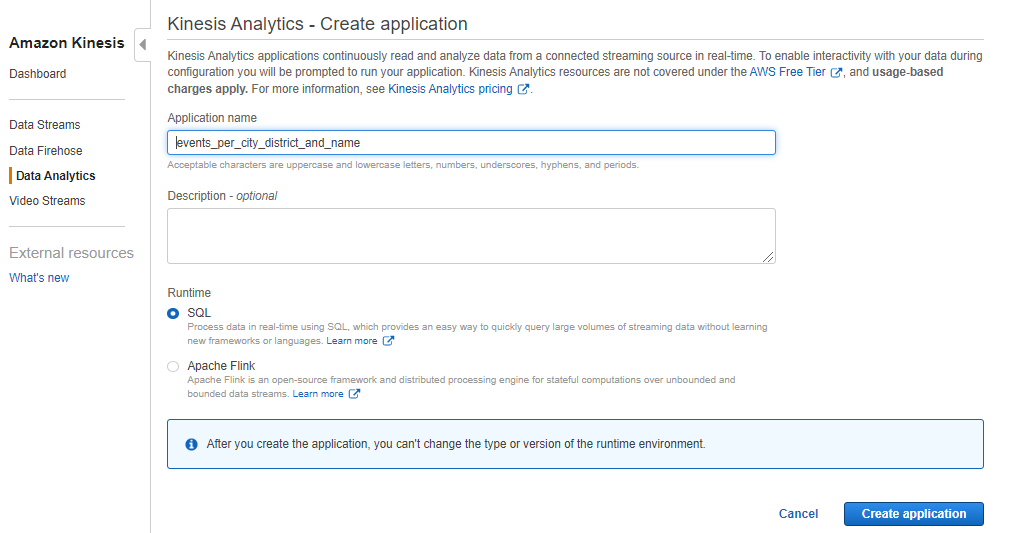 Amazon Kinesis
Dashboard
Data Streams
Data Firehose
Data Analytics
Video Streams
External resources
What's new
Kinesis Analytics - Create application
Kinesis Analytics applications continuously read and analyze data from a connected streaming source in real-time. To enable interactivity with your data during
configuration you will be prompted to run your application. Kinesis Analytics resources are not covered under the AWS Free Tier, and usage-based
charges apply. For more information, see Kinesis Analytics pricing.
Application name
events_per_city_district_and_name
Acceptable characters are uppercase and lowercase letters, numbers, underscores, hyphens, and periods.
Description - optional
Runtime
SQL
Process data in real-time using SQL, which provides an easy way to quickly query large volumes of streaming data without learning
new frameworks or languages. Learn more
Apache Flink
Apache Flink is an open-source framework and distributed processing engine for stateful computations over unbounded and
bounded data streams. Learn more
After you create the application, you can't change the type or version of the runtime environment.
Cancel
Create application